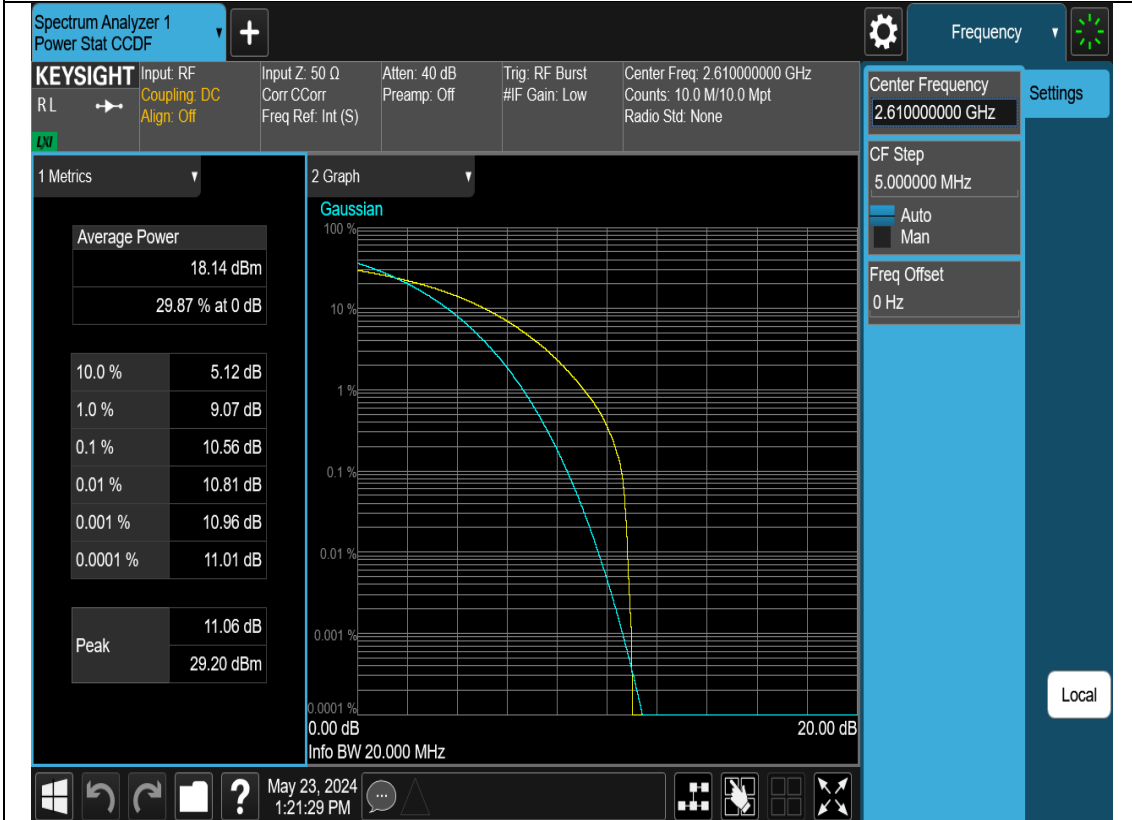 Spectrum Analyzer 1
Power Stat CCDF
+
Frequency
KEYSIGHT
RL
LXI
Input: RF
Coupling: DC
Align: Off
Input Z: 50 Ω
Corr CCorr
Freq Ref: Int (S)
Atten: 40 dB
Preamp: Off
Trig: RF Burst
#IF Gain: Low
Center Freq: 2.610000000 GHz
Counts: 10.0 M/10.0 Mpt
Radio Std: None
Center Frequency
2.610000000 GHz
Settings
CF Step
5.000000 MHz
Auto
Man
Freq Offset
0 Hz
1 Metrics
Average Power
18.14 dBm
29.87 % at 0 dB
10.0 % 5.12 dB
1.0 % 9.07 dB
0.1 % 10.56 dB
0.01 % 10.81 dB
0.001 % 10.96 dB
0.0001 % 11.01 dB
Peak
11.06 dB
29.20 dBm
2 Graph
Gaussian
100 %
10 %
1 %
0.1 %
0.01 %
0.001 %
0.0001 %
0.00 dB 20.00 dB
Info BW 20.000 MHz
Local
?
May 23, 2024
1:21:29 PM